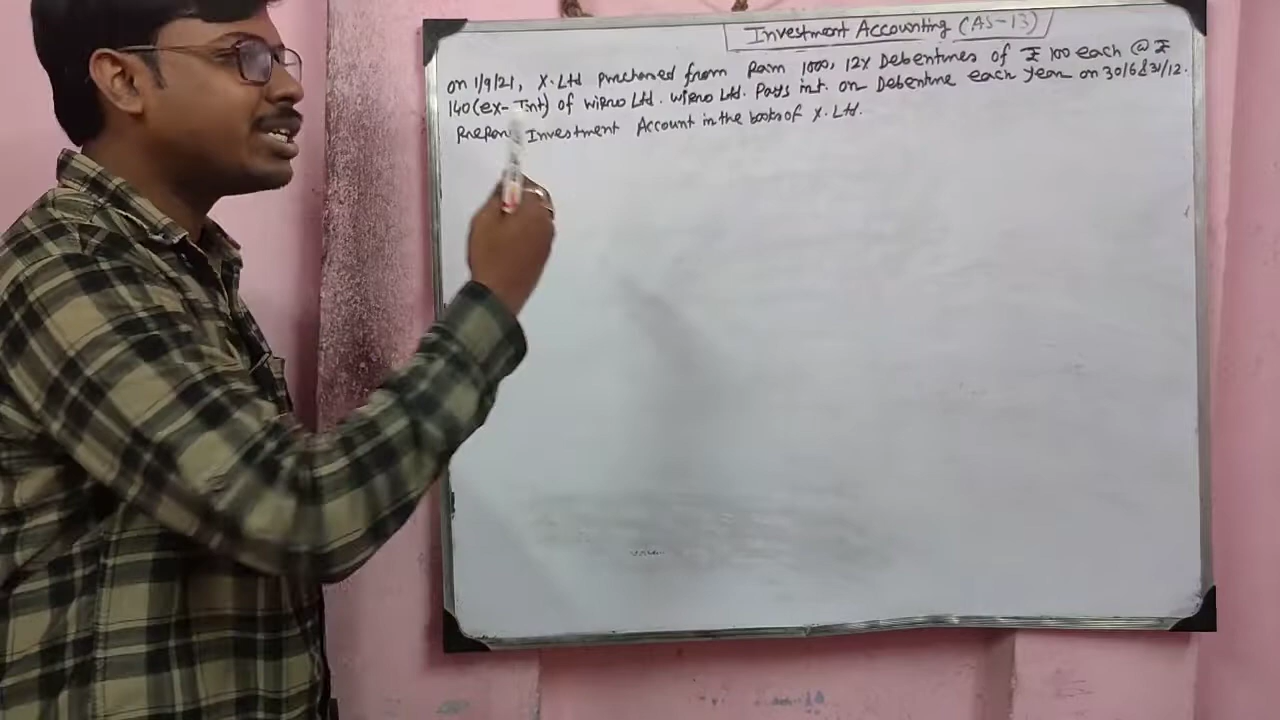 Investment Accounting (AS-13)
on 1/9/21, X. Ltd purchased from Ram 1000, 12% Debentures of ₹ 100 each @ ₹
140 (ex-Int) of Wipro Ltd. Wipro Ltd. Pays int. on Debenture each year on 30/6 & 31/12.
Prepare Investment Account in the books of X. Ltd.